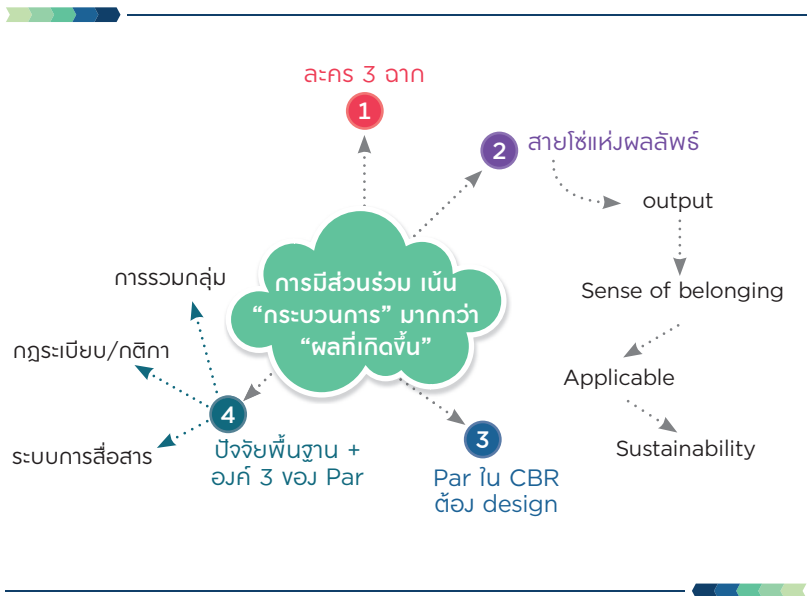 ละคร 3 ฉาก
1
2
สายโซ่แห่งผลลัพธ์
output
Sense of belonging
Applicable
Sustainability
การมีส่วนร่วม เน้น
“กระบวนการ” มากกว่า
“ผลที่เกิดขึ้น”
การรวมกลุ่ม
กฎระเบียบ/กติกา
ระบบการสื่อสาร
4
ปัจจัยพื้นฐาน +
องค์ 3 ของ Par
3
Par ใน CBR
ต้อง design